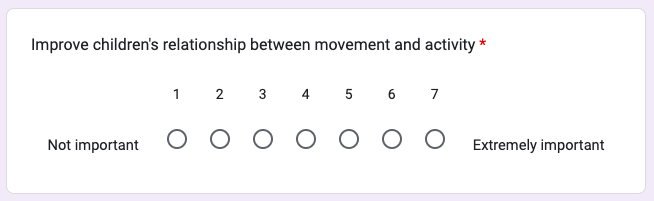 Improve children's relationship between movement and activity *
1 2 3 4 5 6 7
Not important Extremely important